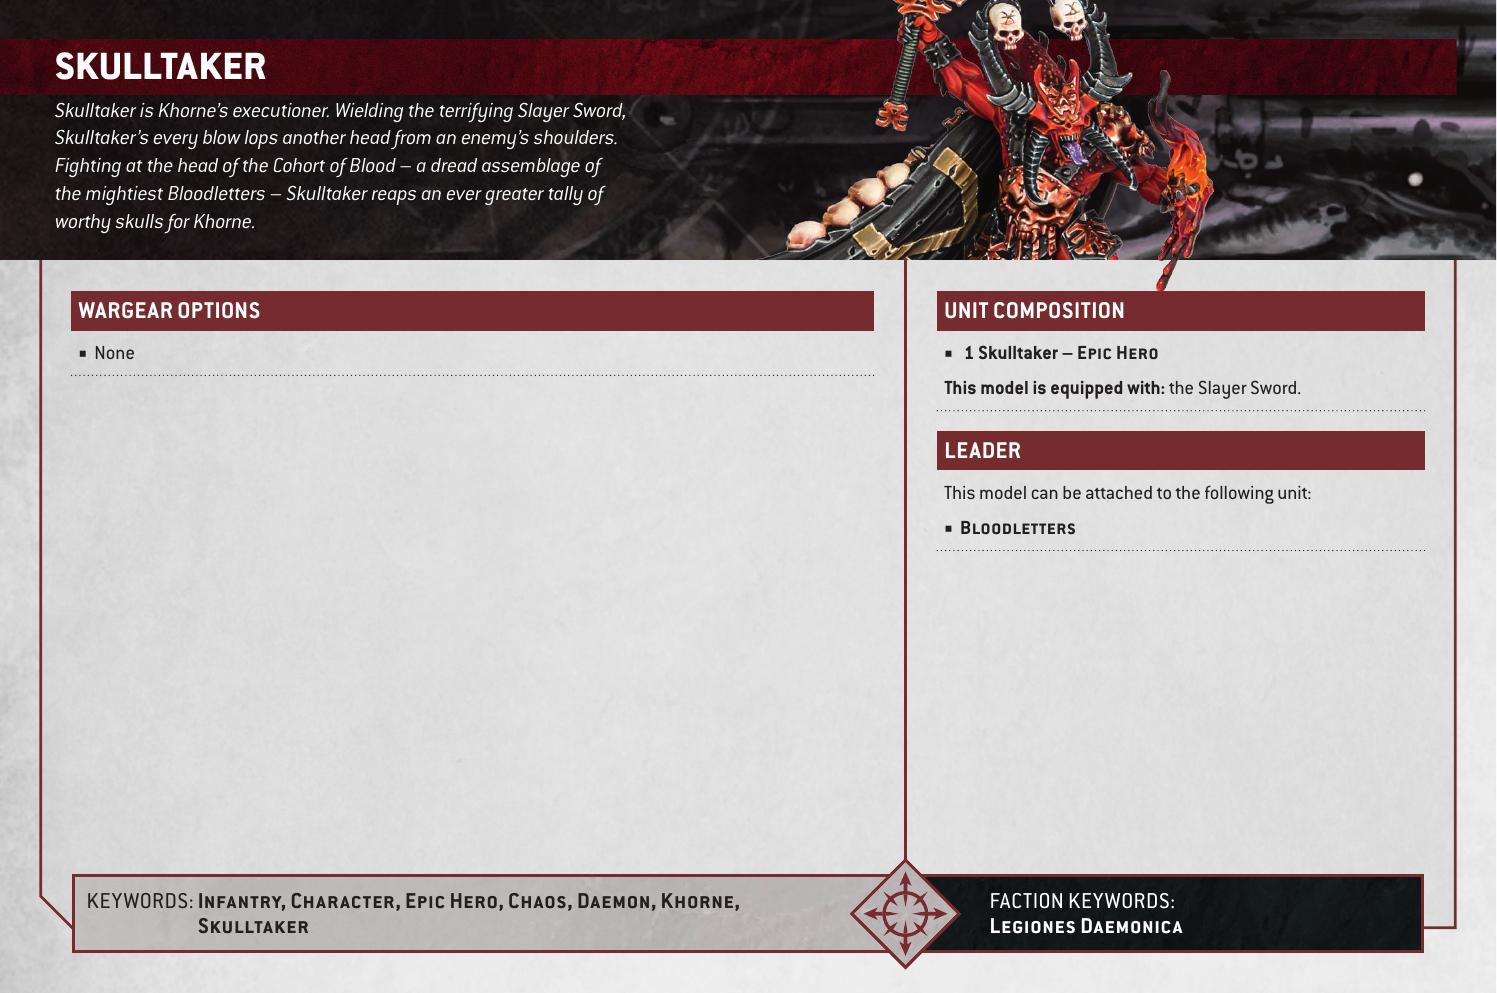 SKULLTAKER
Skulltaker is Khorne's executioner. Wielding the terrifying Slayer Sword,
Skulltaker's every blow lops another head from an enemy's shoulders.
Fighting at the head of the Cohort of Blood – a dread assemblage of
the mightiest Bloodletters – Skulltaker reaps an ever greater tally of
worthy skulls for Khorne.
WARGEAR OPTIONS
▪ None
UNIT COMPOSITION
▪ 1 Skulltaker – Epic Hero
This model is equipped with: the Slayer Sword.
LEADER
This model can be attached to the following unit:
▪ Bloodletters
KEYWORDS: Infantry, Character, Epic Hero, Chaos, Daemon, Khorne,
Skulltaker
FACTION KEYWORDS:
Legiones Daemonica